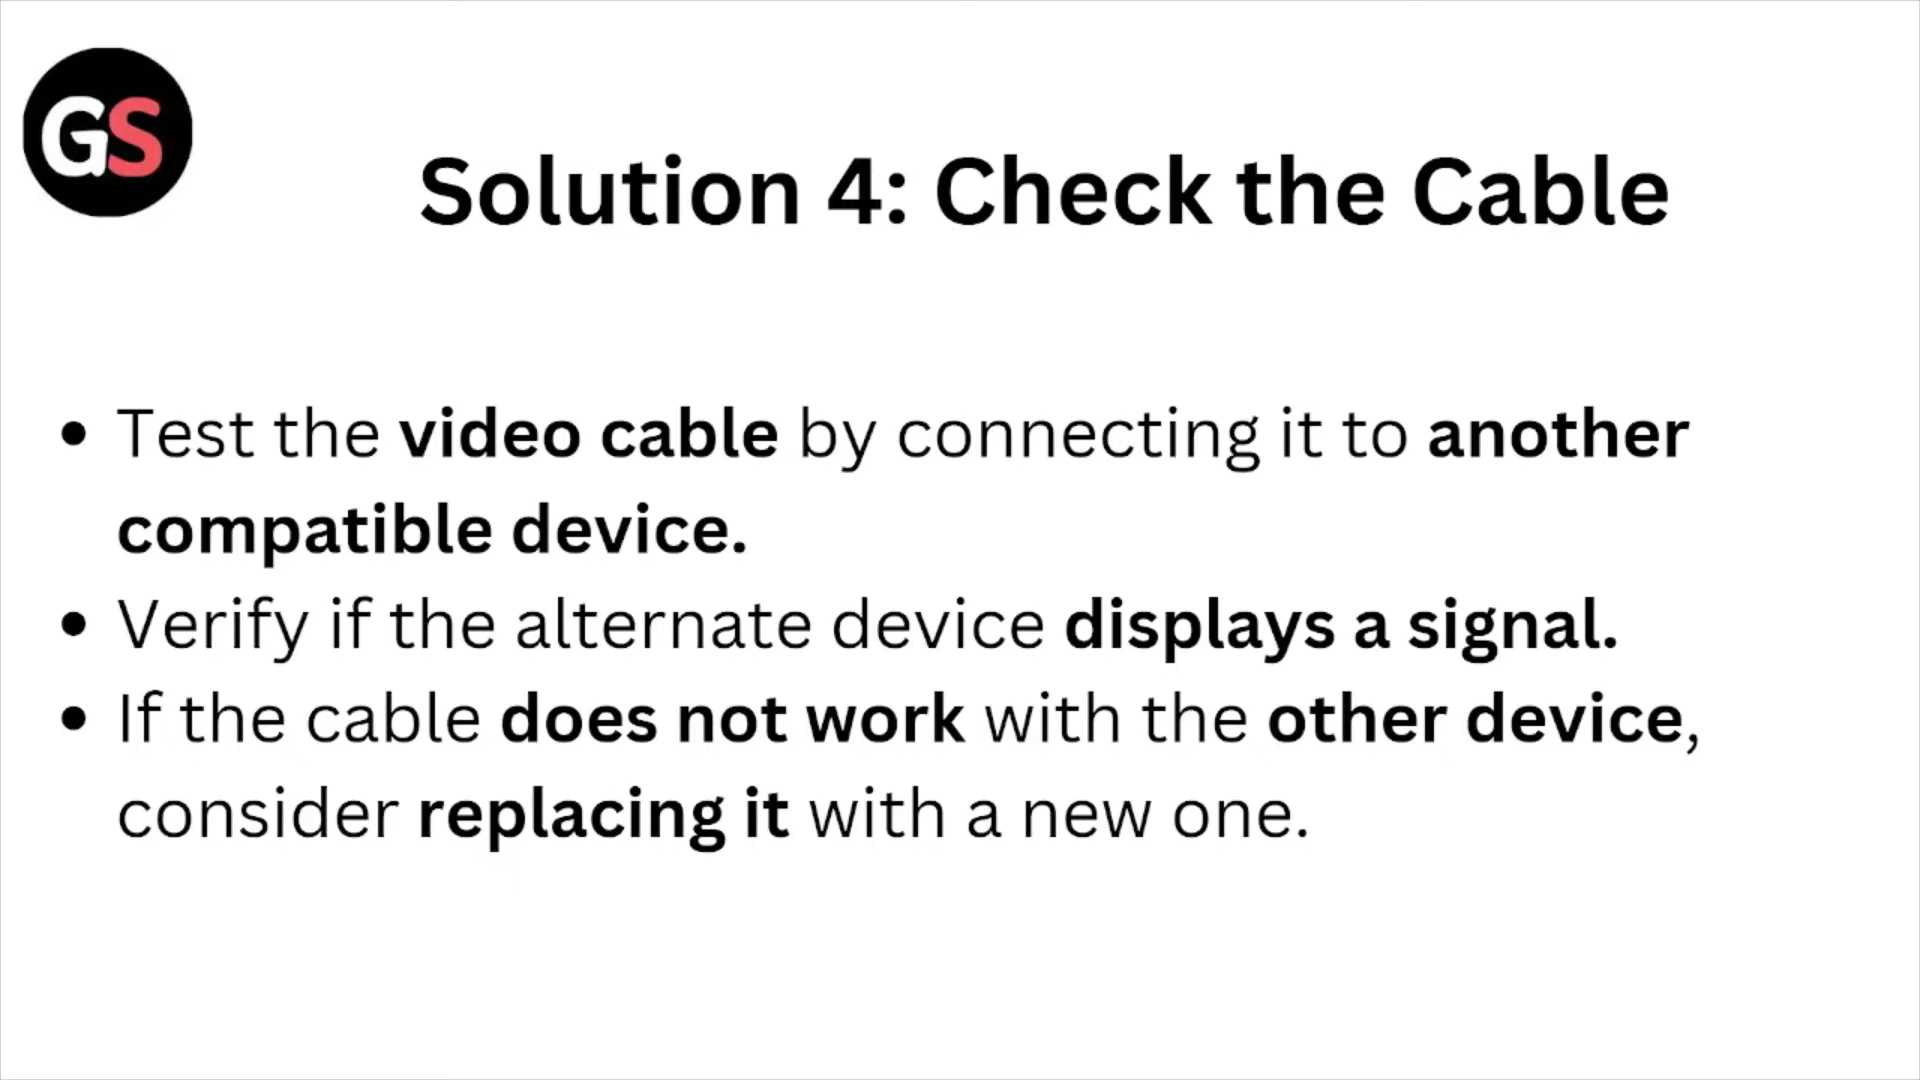 GS
Solution 4: Check the Cable
• Test the video cable by connecting it to another
compatible device.
• Verify if the alternate device displays a signal.
• If the cable does not work with the other device,
consider replacing it with a new one.